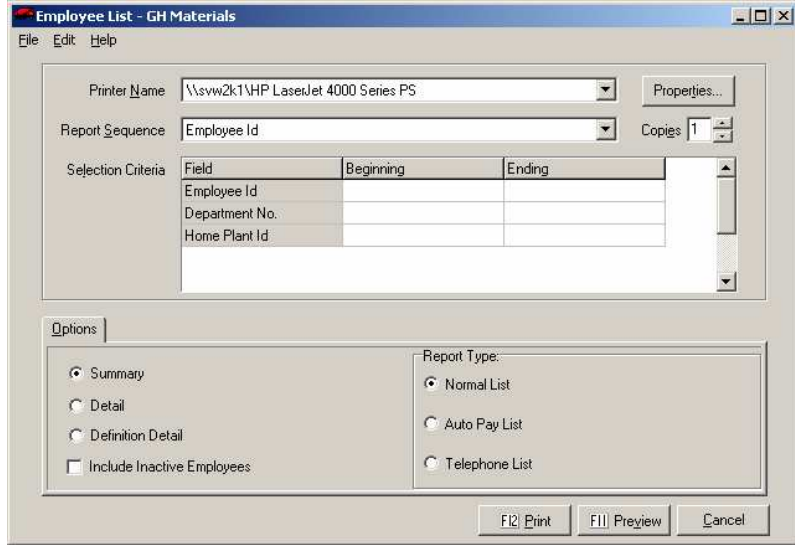 Employee List - GH Materials
File Edit Help
Printer Name \\svw2k1\HP LaserJet 4000 Series PS Properties...
Report Sequence Employee Id Copies 1
Selection Criteria Field Beginning Ending
Employee Id
Department No.
Home Plant Id
Options
Report Type:
Summary Normal List
Detail Auto Pay List
Definition Detail
Include Inactive Employees Telephone List
F12 Print F11 Preview Cancel